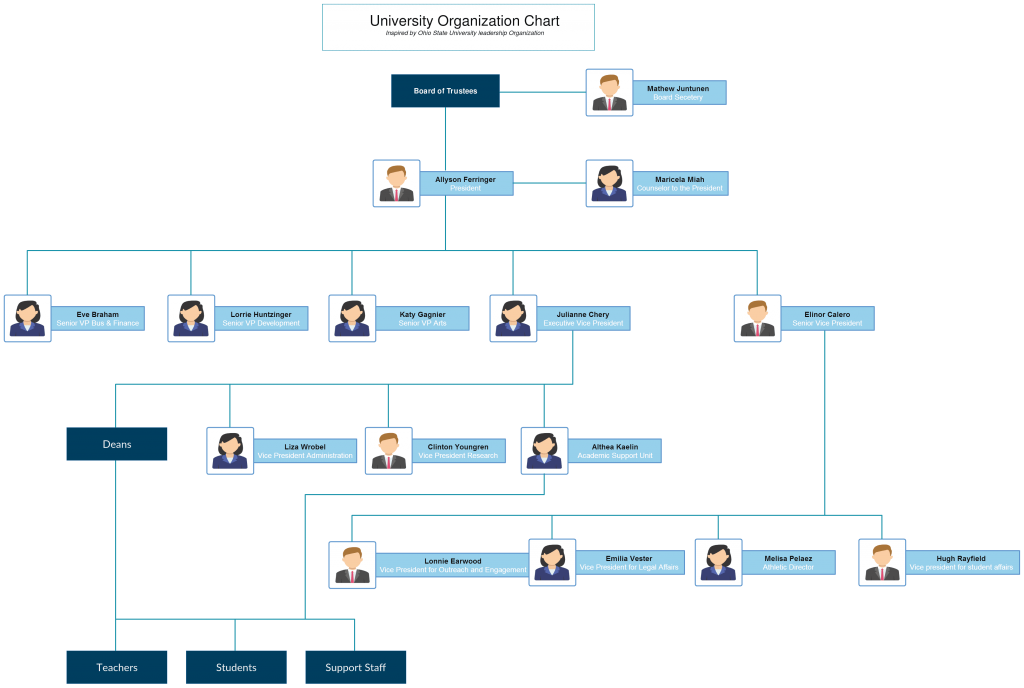 University Organization Chart
Inspired by Ohio State University leadership Organization
Board of Trustees
Mathew Juntunen
Board Secetery
Allyson Ferringer
President
Maricela Miah
Counselor to the President
Eve Braham
Senior VP Bus & Finance
Lorrie Huntzinger
Senior VP Development
Katy Gagnier
Senior VP Arts
Julianne Chery
Executive Vice President
Elinor Calero
Senior Vice President
Deans
Liza Wrobel
Vice President Administration
Clinton Youngren
Vice President Research
Althea Kaelin
Academic Support Unit
Lonnie Earwood
Vice President for Outreach and Engagement
Emilia Vester
Vice President for Legal Affairs
Melisa Pelaez
Athletic Director
Hugh Rayfield
Vice president for student affairs
Teachers
Students
Support Staff